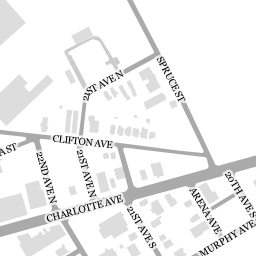 21ST AVE N
SPRUCE ST
CLIFTON AVE
A ST
22ND AVE N
21ST AVE N
20TH AVE S
CHARLOTTE AVE
ARENA AVE
21ST AVE S
MURPHY AVE